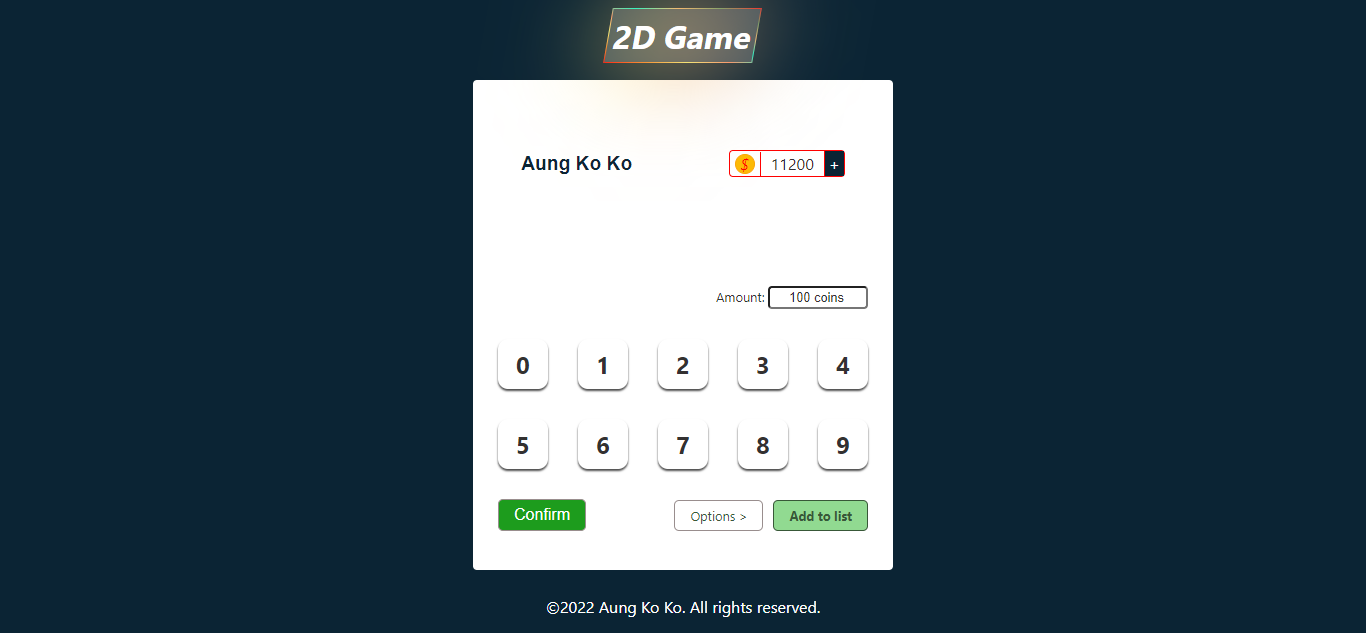 2D Game
Aung Ko Ko
$ 11200 +
Amount: 100 coins
0 1 2 3 4
5 6 7 8 9
Confirm Options > Add to list
©2022 Aung Ko Ko. All rights reserved.